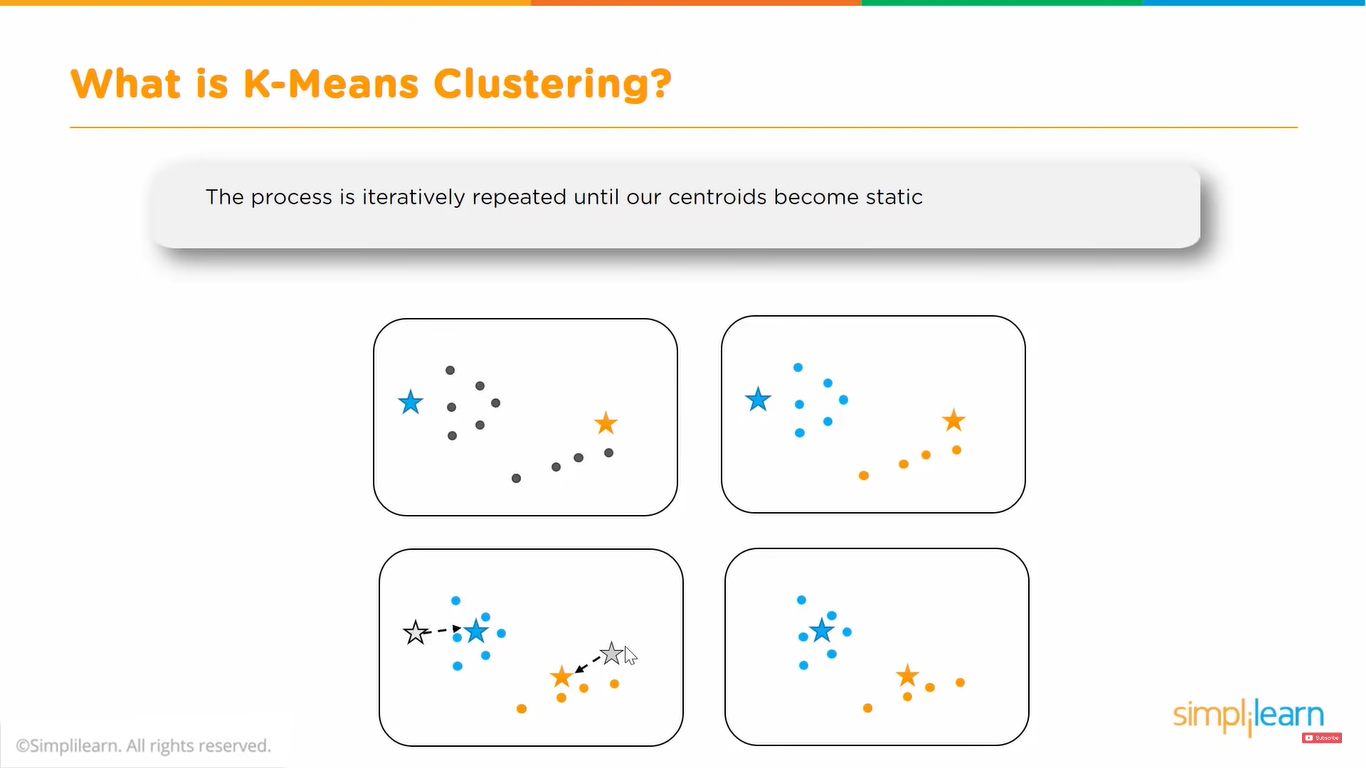 What is K-Means Clustering?
The process is iteratively repeated until our centroids become static
simplilearn
Subscribe
©Simplilearn. All rights reserved.